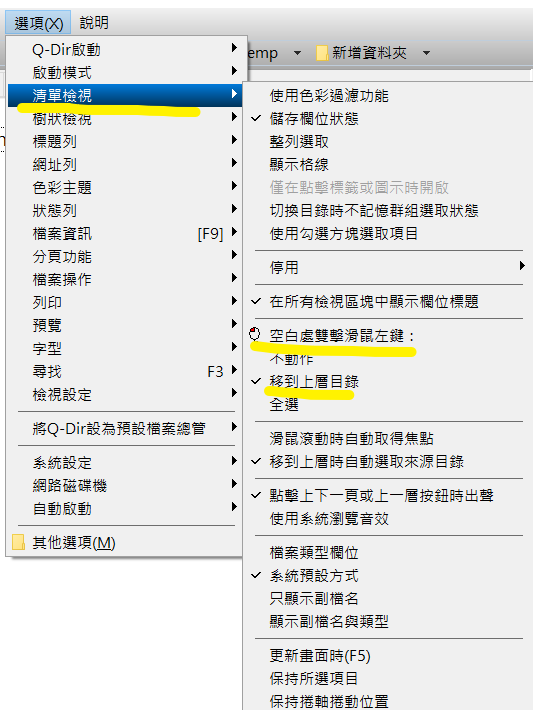 選項(X) 說明
emp 新增資料夾
Q-Dir啟動
啟動模式
清單檢視
樹狀檢視
標題列
網址列
色彩主題
狀態列
檔案資訊 [F9]
分頁功能
檔案操作
列印
預覽
字型
尋找 F3
檢視設定
將Q-Dir設為預設檔案總管
系統設定
網路磁碟機
自動啟動
其他選項(M)
使用色彩過濾功能
儲存欄位狀態
整列選取
顯示格線
僅在點擊標籤或圖示時開啟
切換目錄時不記憶群組選取狀態
使用勾選方塊選取項目
停用
在所有檢視區塊中顯示欄位標題
空白處雙擊滑鼠左鍵：
不動作
移到上層目錄
全選
滑鼠滾動時自動取得焦點
移到上層時自動選取來源目錄
點擊上下一頁或上一層按鈕時出聲
使用系統瀏覽音效
檔案類型欄位
系統預設方式
只顯示副檔名
顯示副檔名與類型
更新畫面時(F5)
保持所選項目
保持捲軸捲動位置